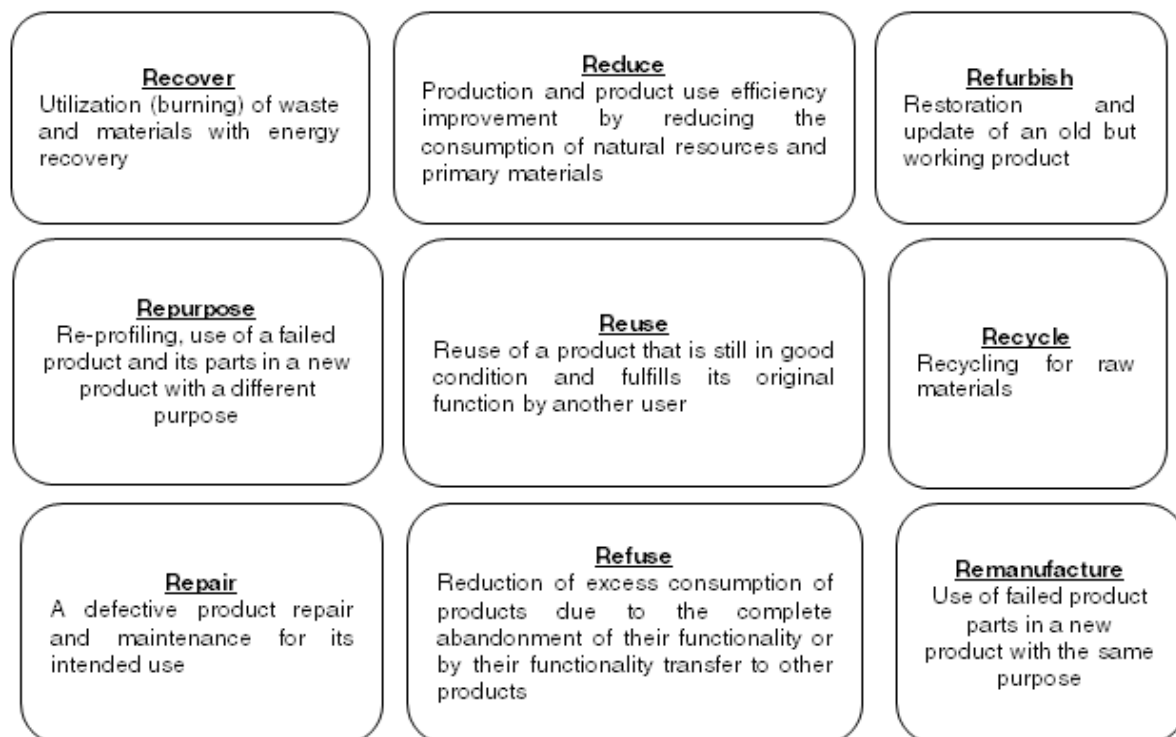 Recover
Utilization (burning) of waste
and materials with energy
recovery
Reduce
Production and product use efficiency
improvement by reducing the
consumption of natural resources and
primary materials
Refurbish
Restoration and
update of an old but
working product
Repurpose
Re-profiling, use of a failed
product and its parts in a new
product with a different
purpose
Reuse
Reuse of a product that is still in good
condition and fulfills its original
function by another user
Recycle
Recycling for raw
materials
Repair
A defective product repair
and maintenance for its
intended use
Refuse
Reduction of excess consumption of
products due to the complete
abandonment of their functionality or
by their functionality transfer to other
products
Remanufacture
Use of failed product
parts in a new
product with the same
purpose